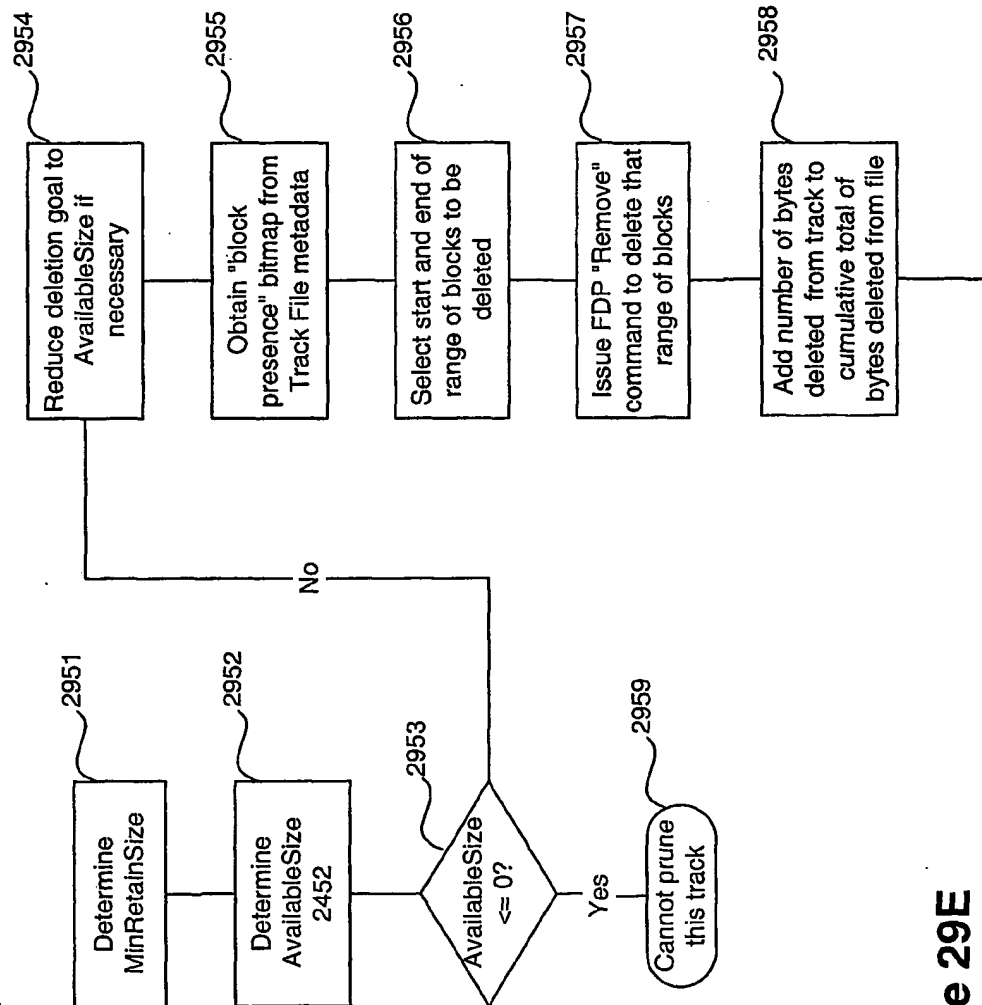 2951
Determine
MinRetainSize
2952
Determine
AvailableSize
2452
2953
AvailableSize
<= 0?
Yes
2959
Cannot prune
this track
No
2954
Reduce deletion goal to
AvailableSize if
necessary
2955
Obtain "block
presence" bitmap from
Track File metadata
2956
Select start and end of
range of blocks to be
deleted
2957
Issue FDP "Remove"
command to delete that
range of blocks
2958
Add number of bytes
deleted from track to
cumulative total of
bytes deleted from file
e 29E